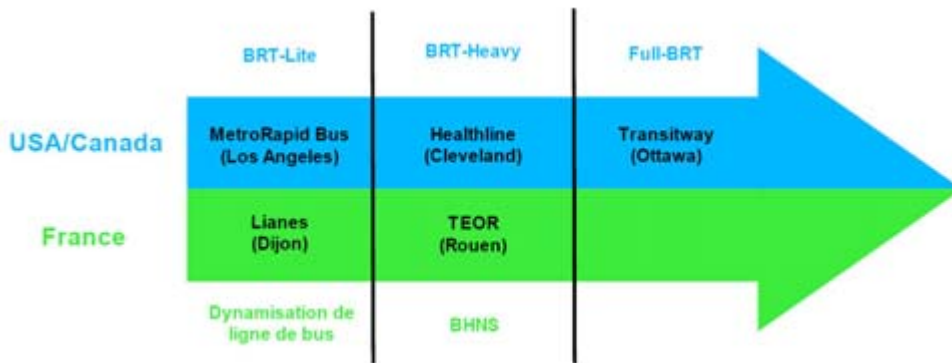 BRT-Lite
BRT-Heavy
Full-BRT
USA/Canada
MetroRapid Bus
(Los Angeles)
Healthline
(Cleveland)
Transitway
(Ottawa)
France
Lianes
(Dijon)
TEOR
(Rouen)
Dynamisation de
ligne de bus
BHNS